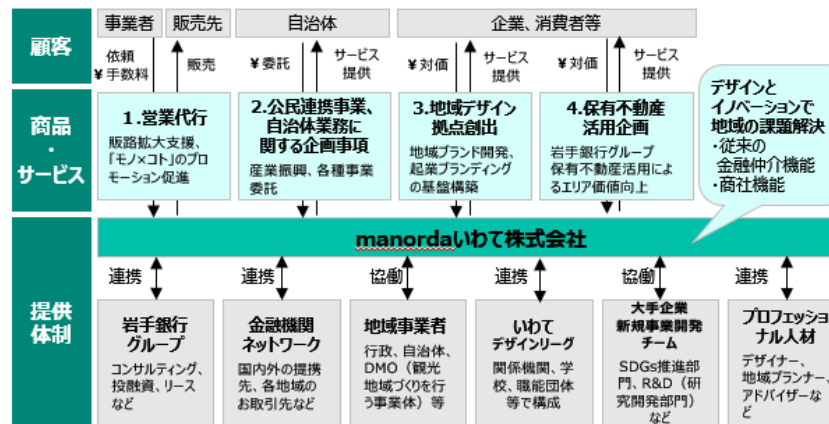 事業者
販売先
自治体
企業、消費者等
顧客
依頼
¥手数料
販売
¥委託
サービス
提供
¥対価
サービス
提供
¥対価
サービス
提供
デザインと
イノベーションで
地域の課題解決
・従来の
金融仲介機能
・商社機能
商品
・
サービス
1.営業代行
販路拡大支援、
「モノ×コト」のプロ
モーション促進
2.公民連携事業、
自治体業務に
関する企画事項
産業振興、各種事業
委託
3.地域デザイン
拠点創出
地域ブランド開発、
起業ブランディング
の基盤構築
4.保有不動産
活用企画
岩手銀行グループ
保有不動産活用によ
るエリア価値向上
manordaいわて株式会社
提供
体制
連携
連携
協働
連携
協働
連携
岩手銀行
グループ
コンサルティング、
投融資、リース
など
金融機関
ネットワーク
国内外の提携
先、各地域の
お取引先など
地域事業者
行政、自治体、
DMO（観光
地域づくりを行
う事業体）等
いわて
デザインリーグ
関係機関、学
校、職能団体
等で構成
大手企業
新規事業開発
チーム
SDGs推進部
門、R&D（研
究開発部門）
など
プロフェッショ
ナル人材
デザイナー、
地域プランナー、
アドバイザーな
ど